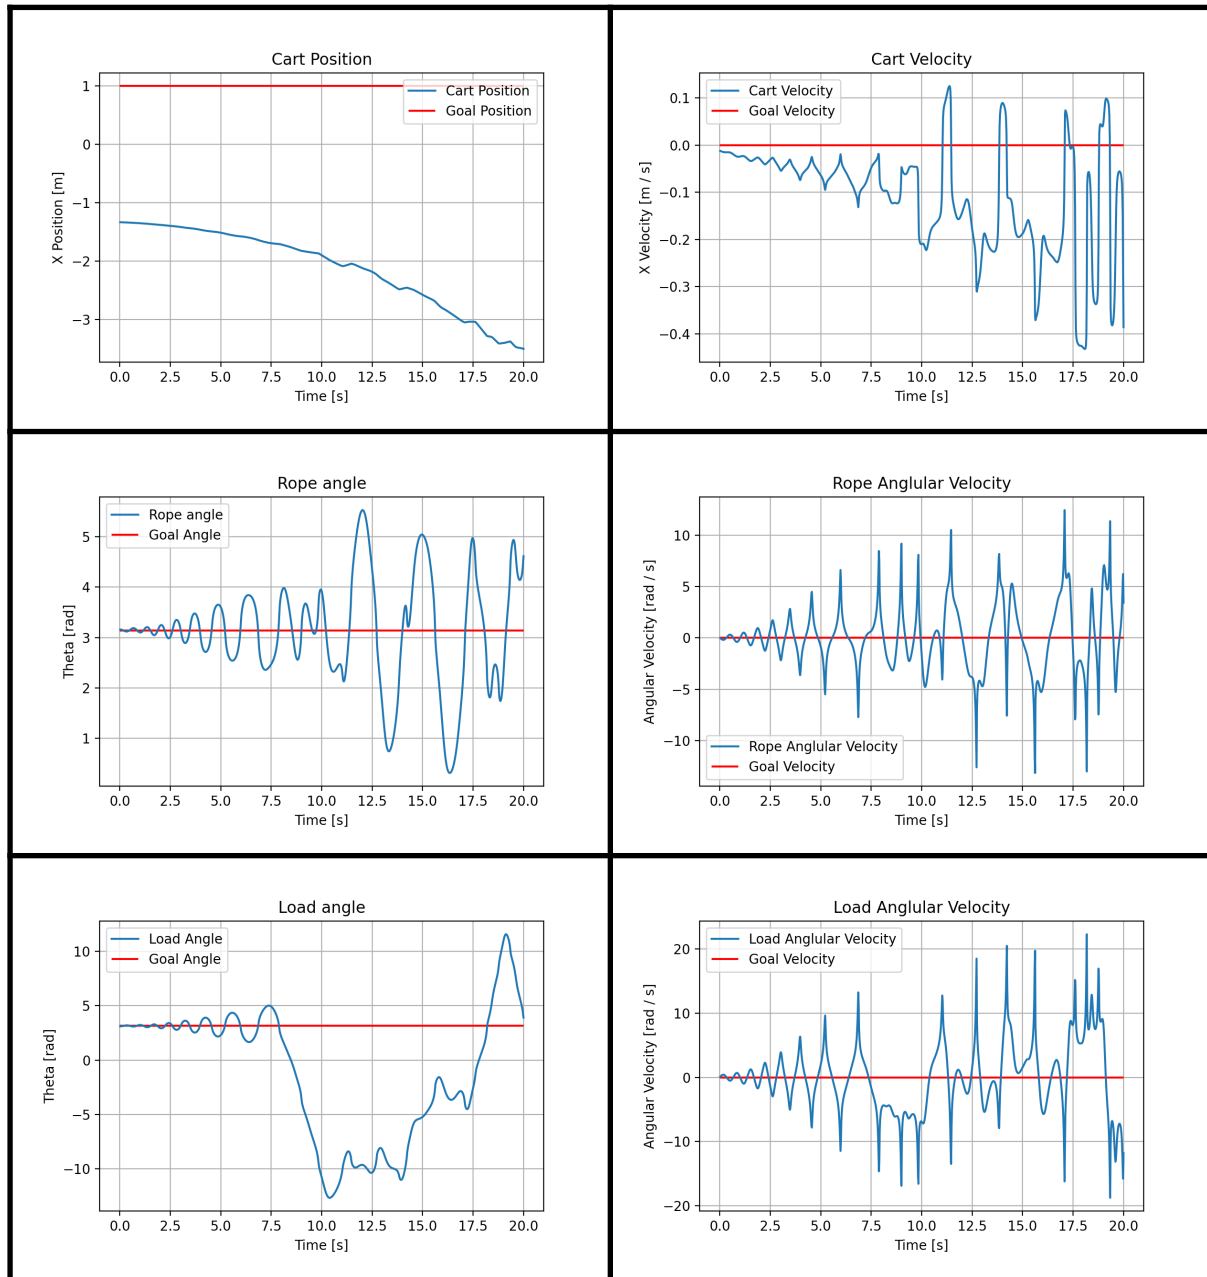 Cart Position
1
0
−1
−2
−3
X Position [m]
Cart Position
Goal Position
0.0 2.5 5.0 7.5 10.0 12.5 15.0 17.5 20.0
Time [s]
Cart Velocity
0.1
0.0
−0.1
−0.2
−0.3
−0.4
X Velocity [m / s]
Cart Velocity
Goal Velocity
0.0 2.5 5.0 7.5 10.0 12.5 15.0 17.5 20.0
Time [s]
Rope angle
5
4
3
2
1
Theta [rad]
Rope angle
Goal Angle
0.0 2.5 5.0 7.5 10.0 12.5 15.0 17.5 20.0
Time [s]
Rope Anglular Velocity
10
5
0
−5
−10
Angular Velocity [rad / s]
Rope Anglular Velocity
Goal Velocity
0.0 2.5 5.0 7.5 10.0 12.5 15.0 17.5 20.0
Time [s]
Load angle
10
5
0
−5
−10
Theta [rad]
Load Angle
Goal Angle
0.0 2.5 5.0 7.5 10.0 12.5 15.0 17.5 20.0
Time [s]
Load Anglular Velocity
20
10
0
−10
−20
Angular Velocity [rad / s]
Load Anglular Velocity
Goal Velocity
0.0 2.5 5.0 7.5 10.0 12.5 15.0 17.5 20.0
Time [s]